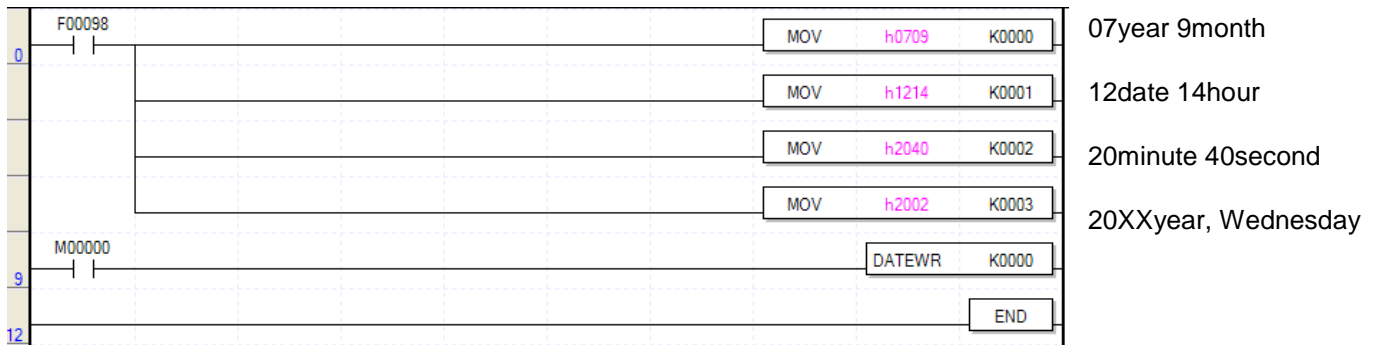 F00098
0 MOV h0709 K0000 07year 9month
MOV h1214 K0001 12date 14hour
MOV h2040 K0002 20minute 40second
MOV h2002 K0003 20XXyear, Wednesday
M00000
9 DATEWR K0000
12 END